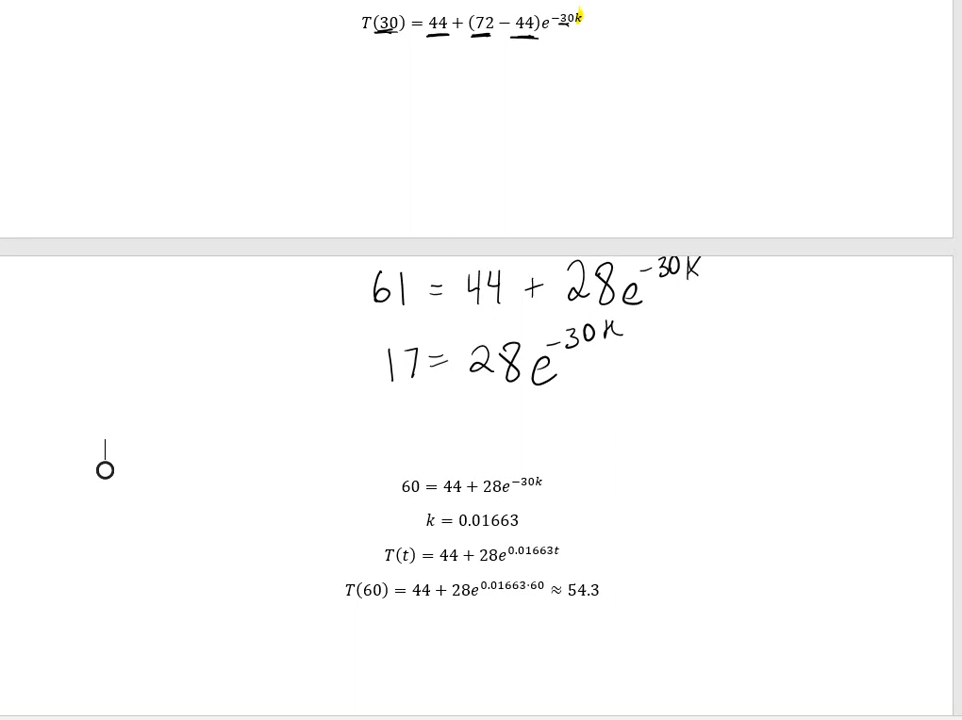 T(30) = 44 + (72 − 44)e^−30k
61 = 44 + 28e^−30K
17 = 28e^−30K
60 = 44 + 28e^−30k
k = 0.01663
T(t) = 44 + 28e^0.01663t
T(60) = 44 + 28e^0.01663·60 ≈ 54.3